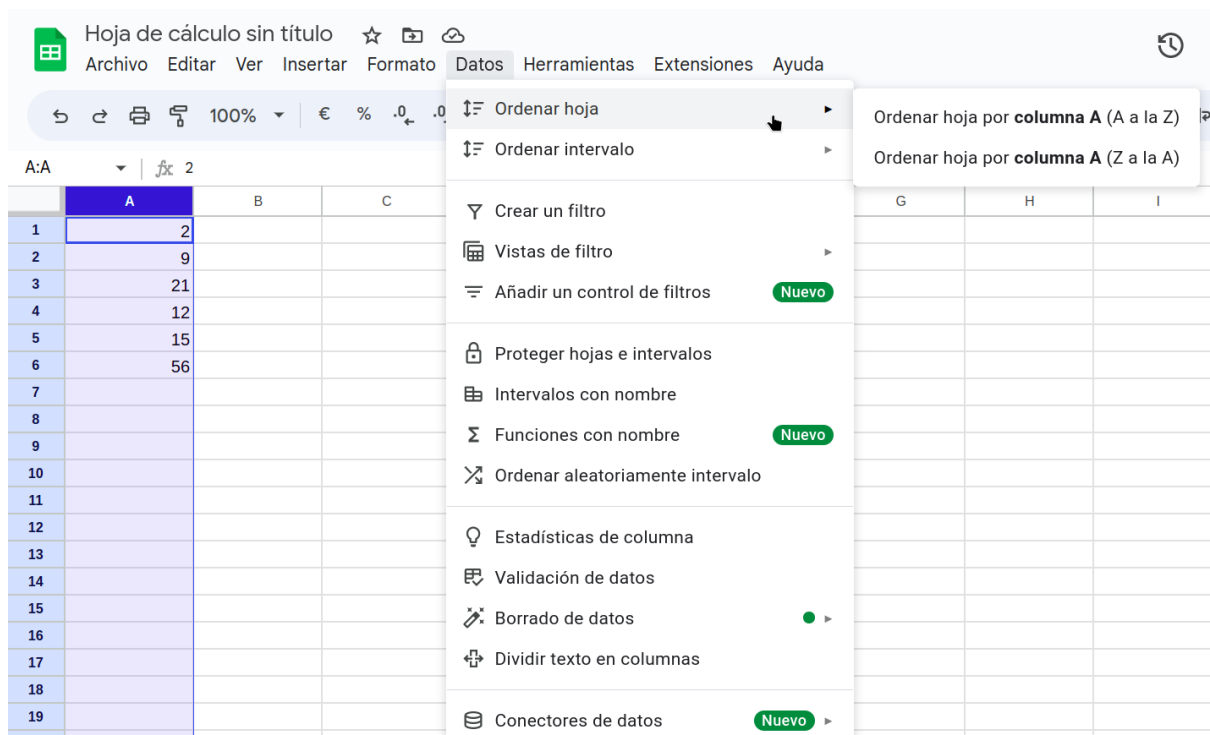 Hoja de cálculo sin título
Archivo Editar Ver Insertar Formato Datos Herramientas Extensiones Ayuda
100% € % .0 .0
Ordenar hoja
Ordenar hoja por columna A (A a la Z)
Ordenar hoja por columna A (Z a la A)
Ordenar intervalo
A:A fx 2
A B C G H I
Crear un filtro
Vistas de filtro
Añadir un control de filtros Nuevo
Proteger hojas e intervalos
Intervalos con nombre
Funciones con nombre Nuevo
Ordenar aleatoriamente intervalo
Estadísticas de columna
Validación de datos
Borrado de datos
Dividir texto en columnas
Conectores de datos Nuevo
1 2
2 9
3 21
4 12
5 15
6 56
7
8
9
10
11
12
13
14
15
16
17
18
19